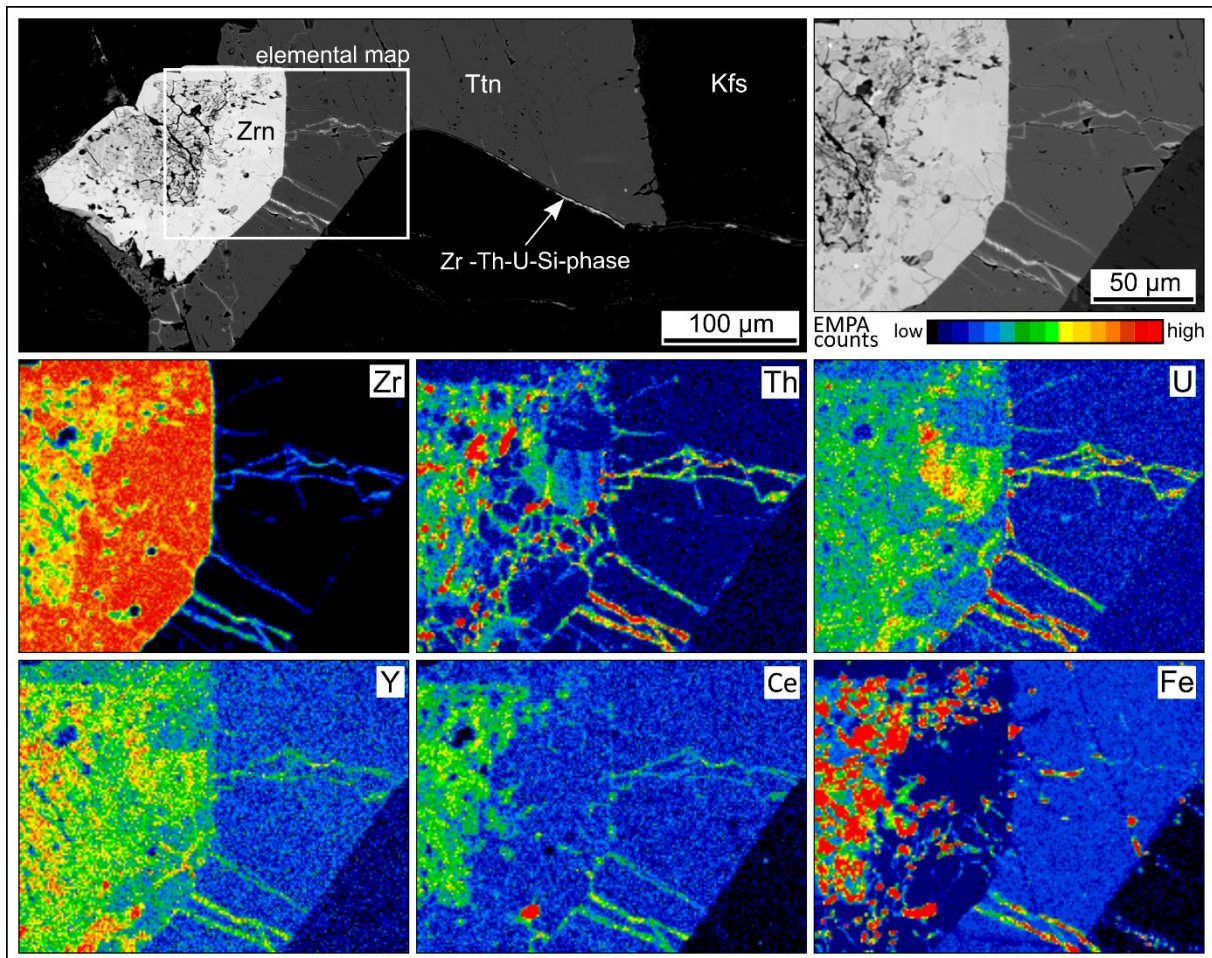 elemental map
Ttn
Kfs
Zrn
Zr -Th-U-Si-phase
100 µm
50 µm
EMPA
counts
low
high
Zr
Th
U
Y
Ce
Fe